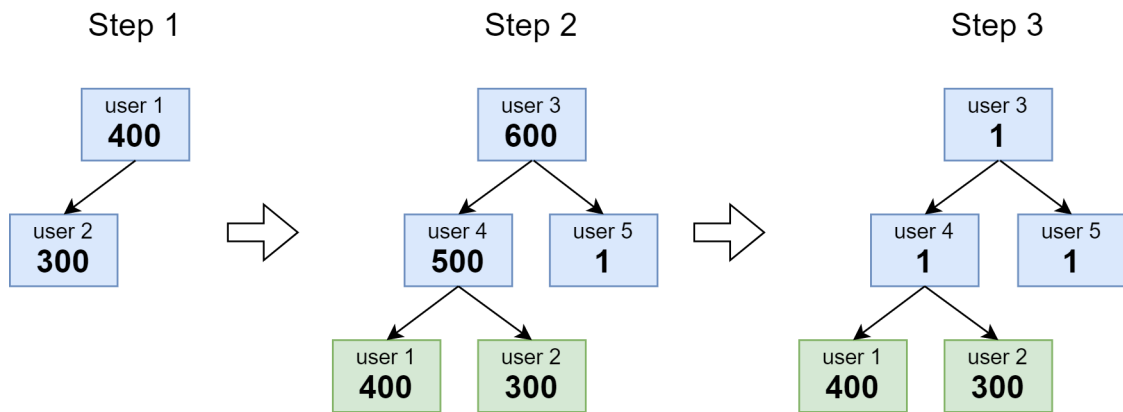 Step 1
user 1
400
user 2
300
Step 2
user 3
600
user 4
500
user 5
1
user 1
400
user 2
300
Step 3
user 3
1
user 4
1
user 5
1
user 1
400
user 2
300